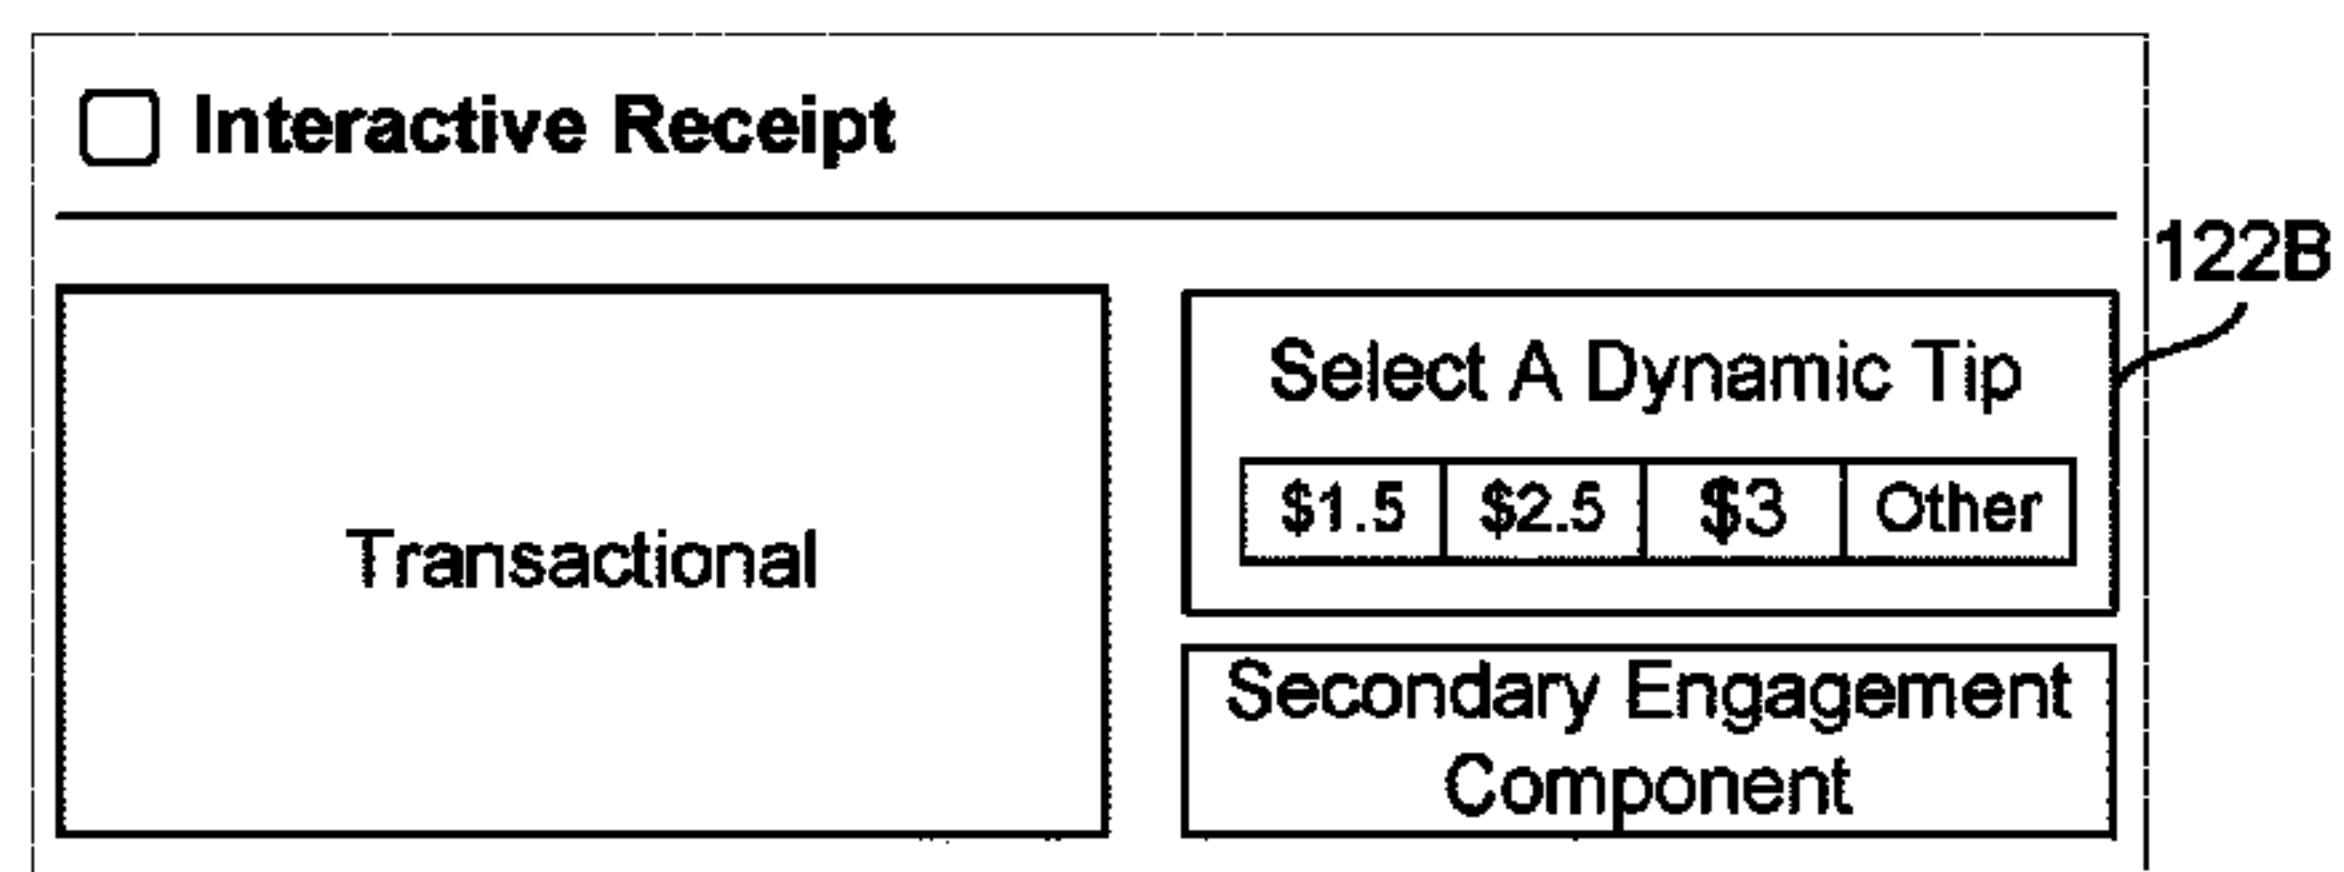 Interactive Receipt
122B
Select A Dynamic Tip
$1.5 $2.5 $3 Other
Transactional
Secondary Engagement
Component